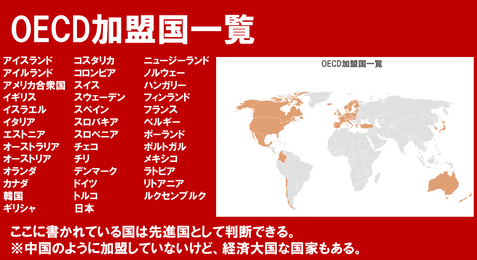 OECD加盟国一覧
アイスランド コスタリカ ニュージーランド
アイルランド コロンビア ノルウェー
アメリカ合衆国 スイス ハンガリー
イギリス スウェーデン フィンランド
イスラエル スペイン フランス
イタリア スロバキア ベルギー
エストニア スロベニア ポーランド
オーストラリア チェコ ポルトガル
オーストリア チリ メキシコ
オランダ デンマーク ラトビア
カナダ ドイツ リトアニア
韓国 トルコ ルクセンブルク
ギリシャ 日本
OECD加盟国一覧
ここに書かれている国は先進国として判断できる。
※中国のように加盟していないけど、経済大国な国家もある。